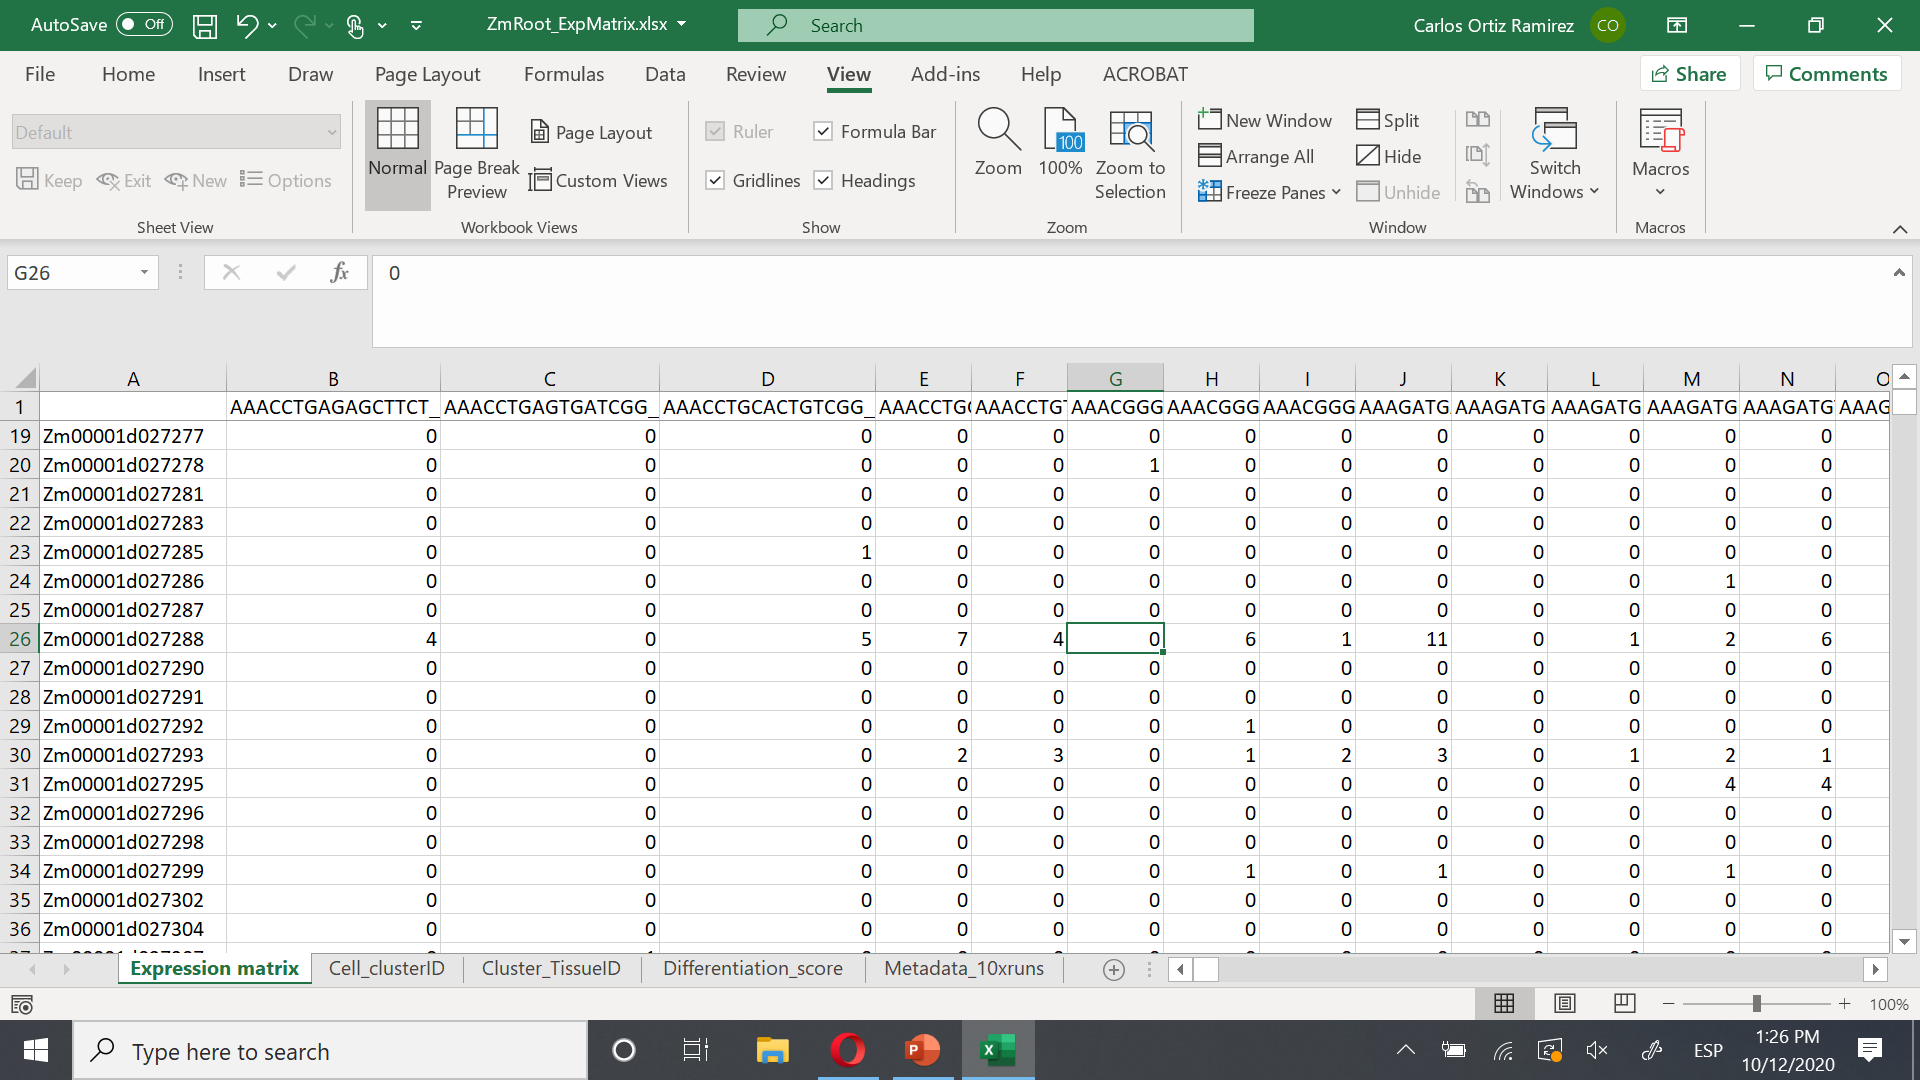 AutoSave Off ZmRoot_ExpMatrix.xlsx Search Carlos Ortiz Ramirez CO
File Home Insert Draw Page Layout Formulas Data Review View Add-ins Help ACROBAT Share Comments
Default
Keep Exit New Options
Sheet View
Normal
Page Break Preview
Page Layout
Custom Views
Workbook Views
Ruler Formula Bar
Gridlines Headings
Show
Zoom 100 100% Zoom to Selection
Zoom
New Window Split
Arrange All Hide
Freeze Panes Unhide
Switch Windows
Window
Macros
Macros
G26 fx 0
A B C D E F G H I J K L M N O
1 AAACCTGAGAGCTTCT_ AAACCTGAGTGATCGG_ AAACCTGCACTGTCGG_ AAACCTG AAACCTG AAACGGG AAACGGG AAACGGG AAAGATG AAAGATG AAAGATG AAAGATG AAAGATG AAAG
19 Zm00001d027277 0 0 0 0 0 0 0 0 0 0 0 0 0
20 Zm00001d027278 0 0 0 0 0 1 0 0 0 0 0 0 0
21 Zm00001d027281 0 0 0 0 0 0 0 0 0 0 0 0 0
22 Zm00001d027283 0 0 0 0 0 0 0 0 0 0 0 0 0
23 Zm00001d027285 0 0 1 0 0 0 0 0 0 0 0 0 0
24 Zm00001d027286 0 0 0 0 0 0 0 0 0 0 0 1 0
25 Zm00001d027287 0 0 0 0 0 0 0 0 0 0 0 0 0
26 Zm00001d027288 4 0 5 7 4 0 6 1 11 0 1 2 6
27 Zm00001d027290 0 0 0 0 0 0 0 0 0 0 0 0 0
28 Zm00001d027291 0 0 0 0 0 0 0 0 0 0 0 0 0
29 Zm00001d027292 0 0 0 0 0 0 1 0 0 0 0 0 0
30 Zm00001d027293 0 0 0 2 3 0 1 2 3 0 1 2 1
31 Zm00001d027295 0 0 0 0 0 0 0 0 0 0 0 4 4
32 Zm00001d027296 0 0 0 0 0 0 0 0 0 0 0 0 0
33 Zm00001d027298 0 0 0 0 0 0 0 0 0 0 0 0 0
34 Zm00001d027299 0 0 0 0 0 0 1 0 1 0 0 1 0
35 Zm00001d027302 0 0 0 0 0 0 0 0 0 0 0 0 0
36 Zm00001d027304 0 0 0 0 0 0 0 0 0 0 0 0 0
Expression matrix Cell_clusterID Cluster_TissueID Differentiation_score Metadata_10xruns
100%
Type here to search ESP 1:26 PM
10/12/2020